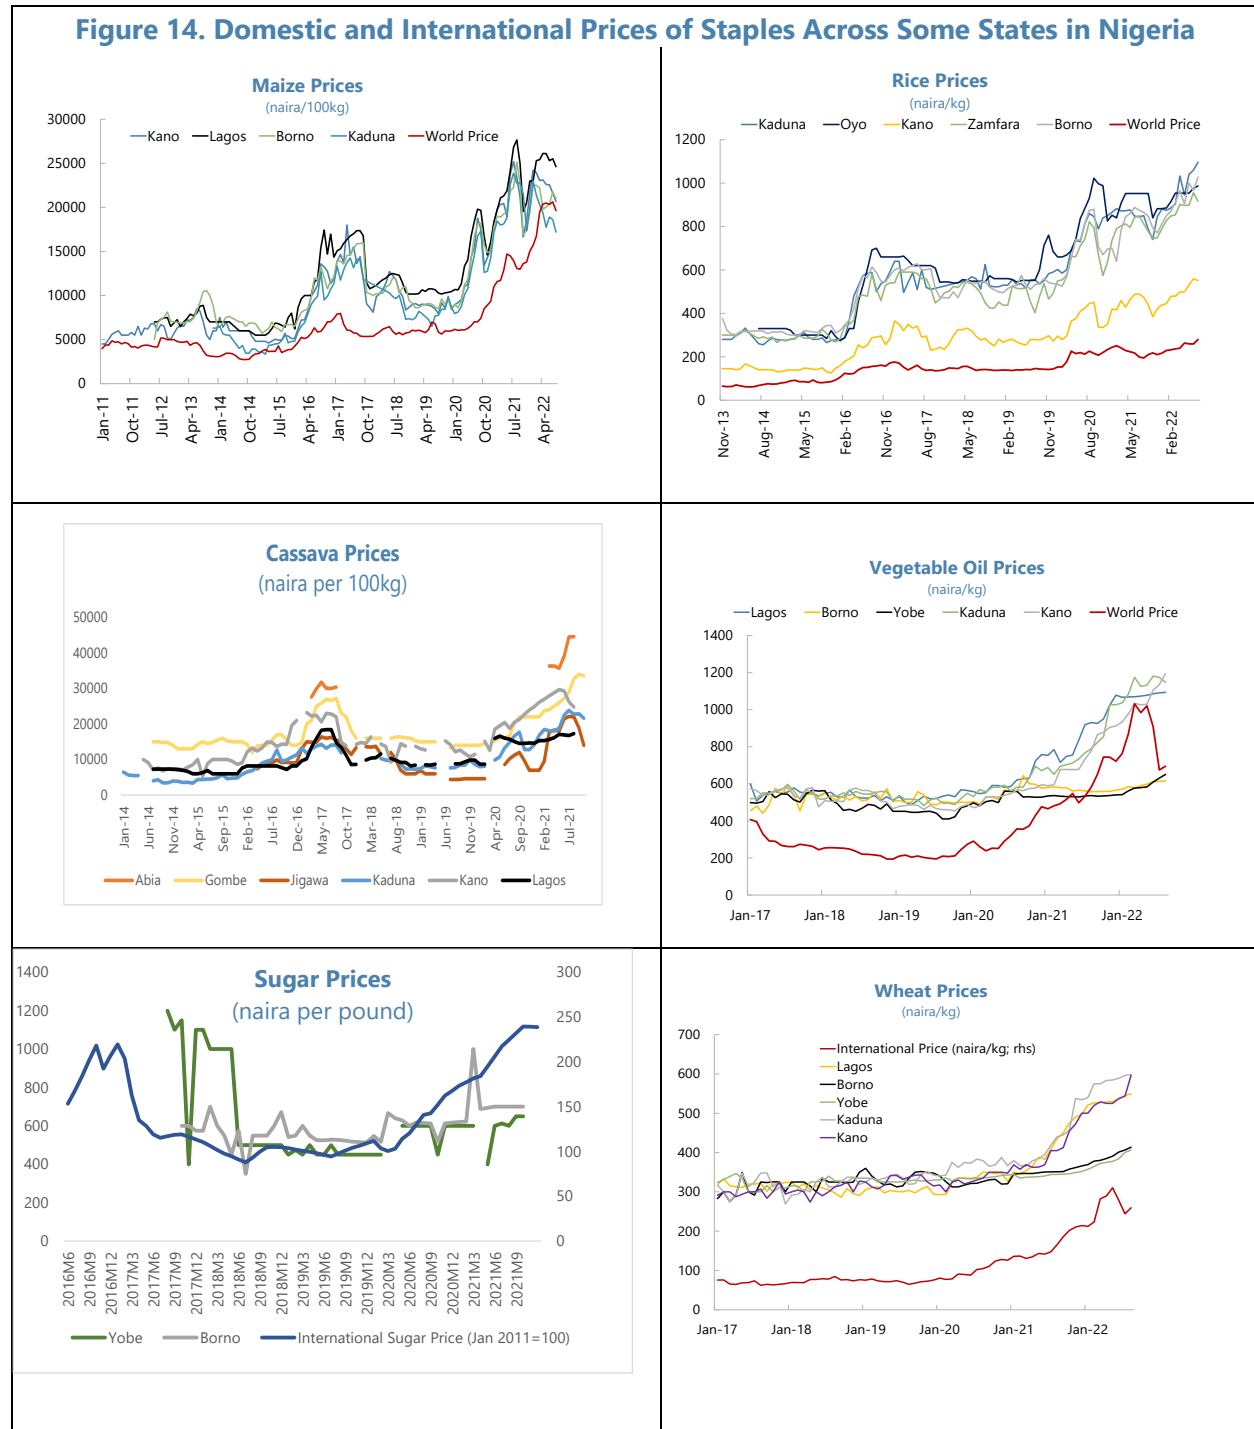 Figure 14. Domestic and International Prices of Staples Across Some States in Nigeria
Maize Prices
(naira/100kg)
Kano Lagos Borno Kaduna World Price
30000
25000
20000
15000
10000
5000
0
Jan-11 Oct-11 Jul-12 Apr-13 Jan-14 Oct-14 Jul-15 Apr-16 Jan-17 Oct-17 Jul-18 Apr-19 Jan-20 Oct-20 Jul-21 Apr-22
Rice Prices
(naira/kg)
Kaduna Oyo Kano Zamfara Borno World Price
1200
1000
800
600
400
200
0
Nov-13 Aug-14 May-15 Feb-16 Nov-16 Aug-17 May-18 Feb-19 Nov-19 Aug-20 May-21 Feb-22
Cassava Prices
(naira per 100kg)
50000
40000
30000
20000
10000
0
Jan-14 Jun-14 Nov-14 Apr-15 Sep-15 Feb-16 Jul-16 Dec-16 May-17 Oct-17 Mar-18 Aug-18 Jan-19 Jun-19 Nov-19 Apr-20 Sep-20 Feb-21 Jul-21
Abia Gombe Jigawa Kaduna Kano Lagos
Vegetable Oil Prices
(naira/kg)
Lagos Borno Yobe Kaduna Kano World Price
1400
1200
1000
800
600
400
200
0
Jan-17 Jan-18 Jan-19 Jan-20 Jan-21 Jan-22
Sugar Prices
(naira per pound)
1400
1200
1000
800
600
400
200
0
300
250
200
150
100
50
0
2016M6 2016M9 2016M12 2017M3 2017M6 2017M9 2017M12 2018M3 2018M6 2018M9 2018M12 2019M3 2019M6 2019M9 2019M12 2020M3 2020M6 2020M9 2020M12 2021M3 2021M6 2021M9
Yobe Borno International Sugar Price (Jan 2011=100)
Wheat Prices
(naira/kg)
700
600
500
400
300
200
100
0
International Price (naira/kg; rhs)
Lagos
Borno
Yobe
Kaduna
Kano
Jan-17 Jan-18 Jan-19 Jan-20 Jan-21 Jan-22